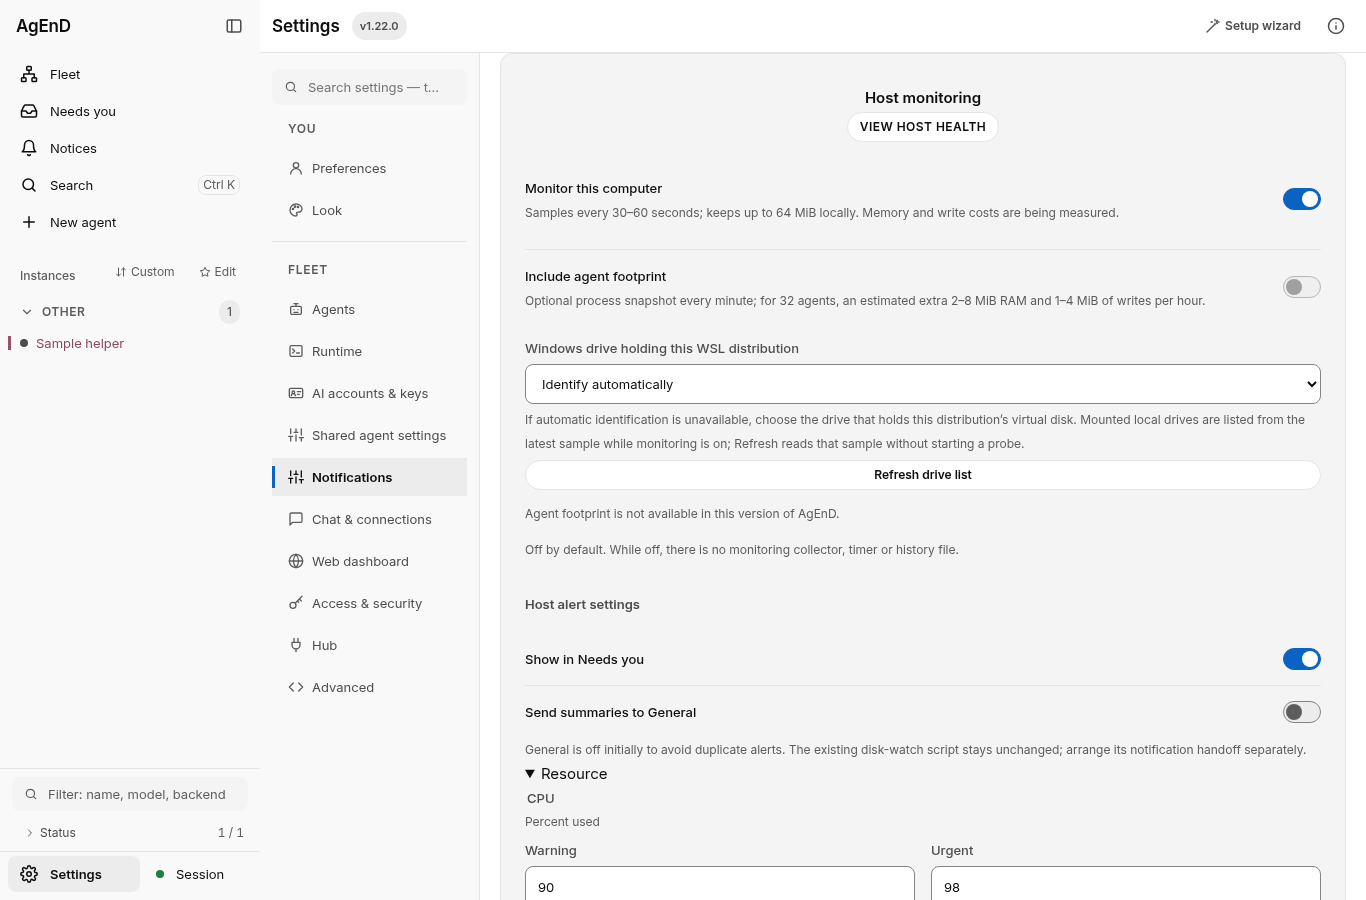 AgEnD
Fleet
Needs you
Notices
Search
Ctrl K
New agent
Instances
Custom
Edit
OTHER
1
Sample helper
Filter: name, model, backend
Status
1 / 1
Settings
Session
Settings
v1.22.0
Setup wizard
Search settings — t...
YOU
Preferences
Look
FLEET
Agents
Runtime
AI accounts & keys
Shared agent settings
Notifications
Chat & connections
Web dashboard
Access & security
Hub
Advanced
Host monitoring
VIEW HOST HEALTH
Monitor this computer
Samples every 30–60 seconds; keeps up to 64 MiB locally. Memory and write costs are being measured.
Include agent footprint
Optional process snapshot every minute; for 32 agents, an estimated extra 2–8 MiB RAM and 1–4 MiB of writes per hour.
Windows drive holding this WSL distribution
Identify automatically
If automatic identification is unavailable, choose the drive that holds this distribution’s virtual disk. Mounted local drives are listed from the
latest sample while monitoring is on; Refresh reads that sample without starting a probe.
Refresh drive list
Agent footprint is not available in this version of AgEnD.
Off by default. While off, there is no monitoring collector, timer or history file.
Host alert settings
Show in Needs you
Send summaries to General
General is off initially to avoid duplicate alerts. The existing disk-watch script stays unchanged; arrange its notification handoff separately.
Resource
CPU
Percent used
Warning
Urgent
90
98